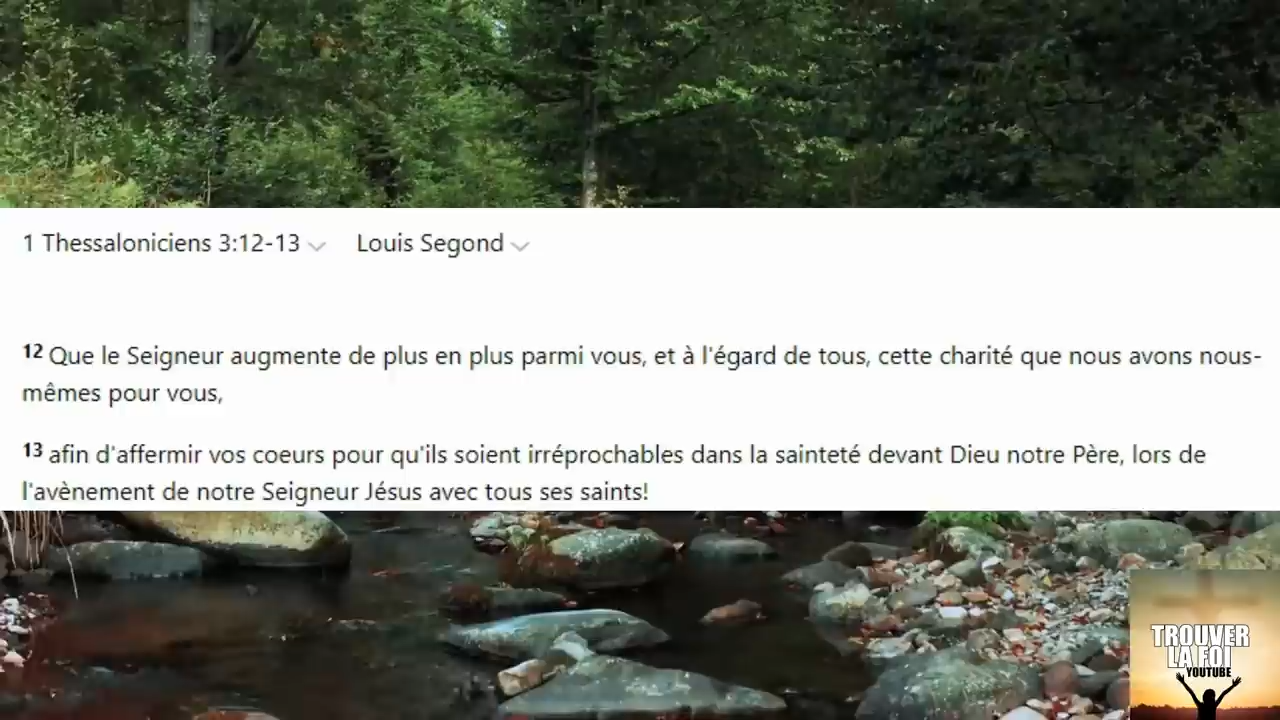 1 Thessaloniciens 3:12-13 Louis Segond
12 Que le Seigneur augmente de plus en plus parmi vous, et à l'égard de tous, cette charité que nous avons nous-
mêmes pour vous,
13 afin d'affermir vos coeurs pour qu'ils soient irréprochables dans la sainteté devant Dieu notre Père, lors de
l'avènement de notre Seigneur Jésus avec tous ses saints!
TROUVER
LA FOI
YOUTUBE